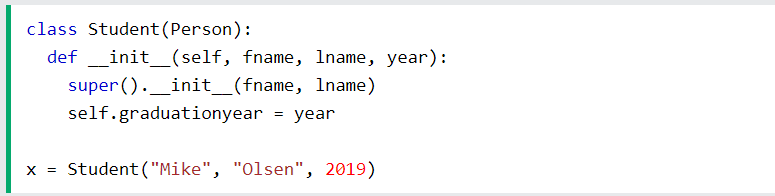 class Student(Person):
  def __init__(self, fname, lname, year):
    super().__init__(fname, lname)
    self.graduationyear = year

x = Student("Mike", "Olsen", 2019)